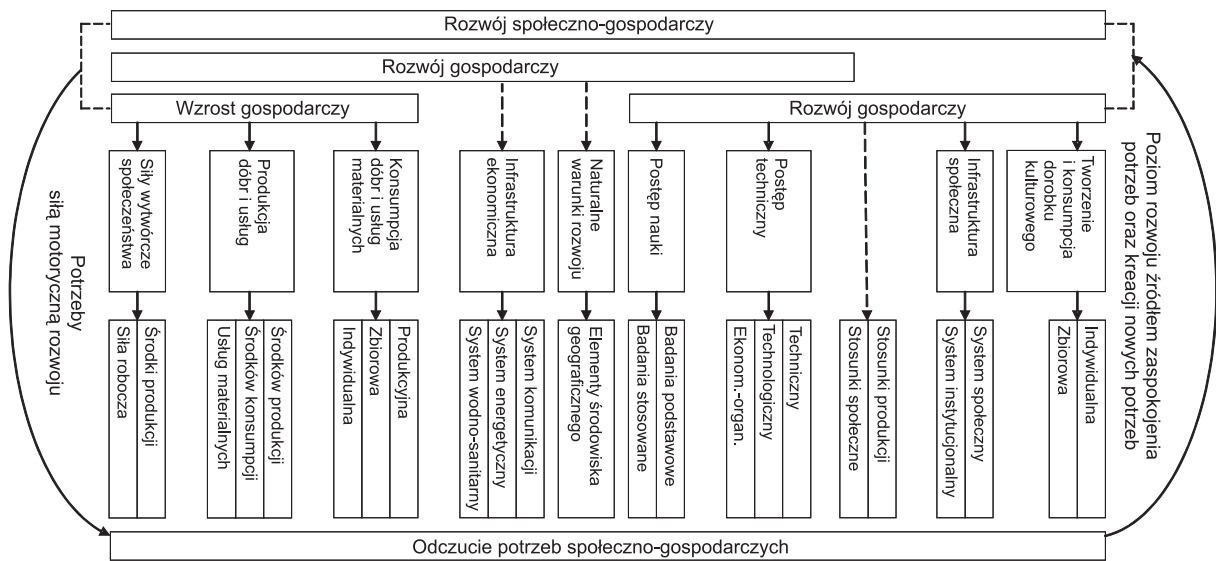 Rozwój społeczno-gospodarczy
Rozwój gospodarczy
Wzrost gospodarczy
Rozwój gospodarczy
Siły wytwórcze
społeczeństwa
Produkcja
dóbr i usług
Konsumpcja
dóbr i usług
materialnych
Infrastruktura
ekonomiczna
Naturalne
warunki rozwoju
Postęp nauki
Postęp
techniczny
Infrastruktura
społeczna
Tworzenie
i konsumpcja
dorobku
kulturowego
Środki produkcji
Siła robocza
Środków produkcji
Środków konsumpcji
Usług materialnych
Produkcyjna
Zbiorowa
Indywidualna
System komunikacji
System energetyczny
System wodno-sanitarny
Elementy środowiska
geograficznego
Badania podstawowe
Badania stosowane
Techniczny
Technologiczny
Ekonom.-organ.
Stosunki produkcji
Stosunki społeczne
System społeczny
System instytucjonalny
Indywidualna
Zbiorowa
Odczucie potrzeb społeczno-gospodarczych
Potrzeby
siłą motoryczną rozwoju
Poziom rozwoju źródłem zaspokojenia
potrzeb oraz kreacji nowych potrzeb